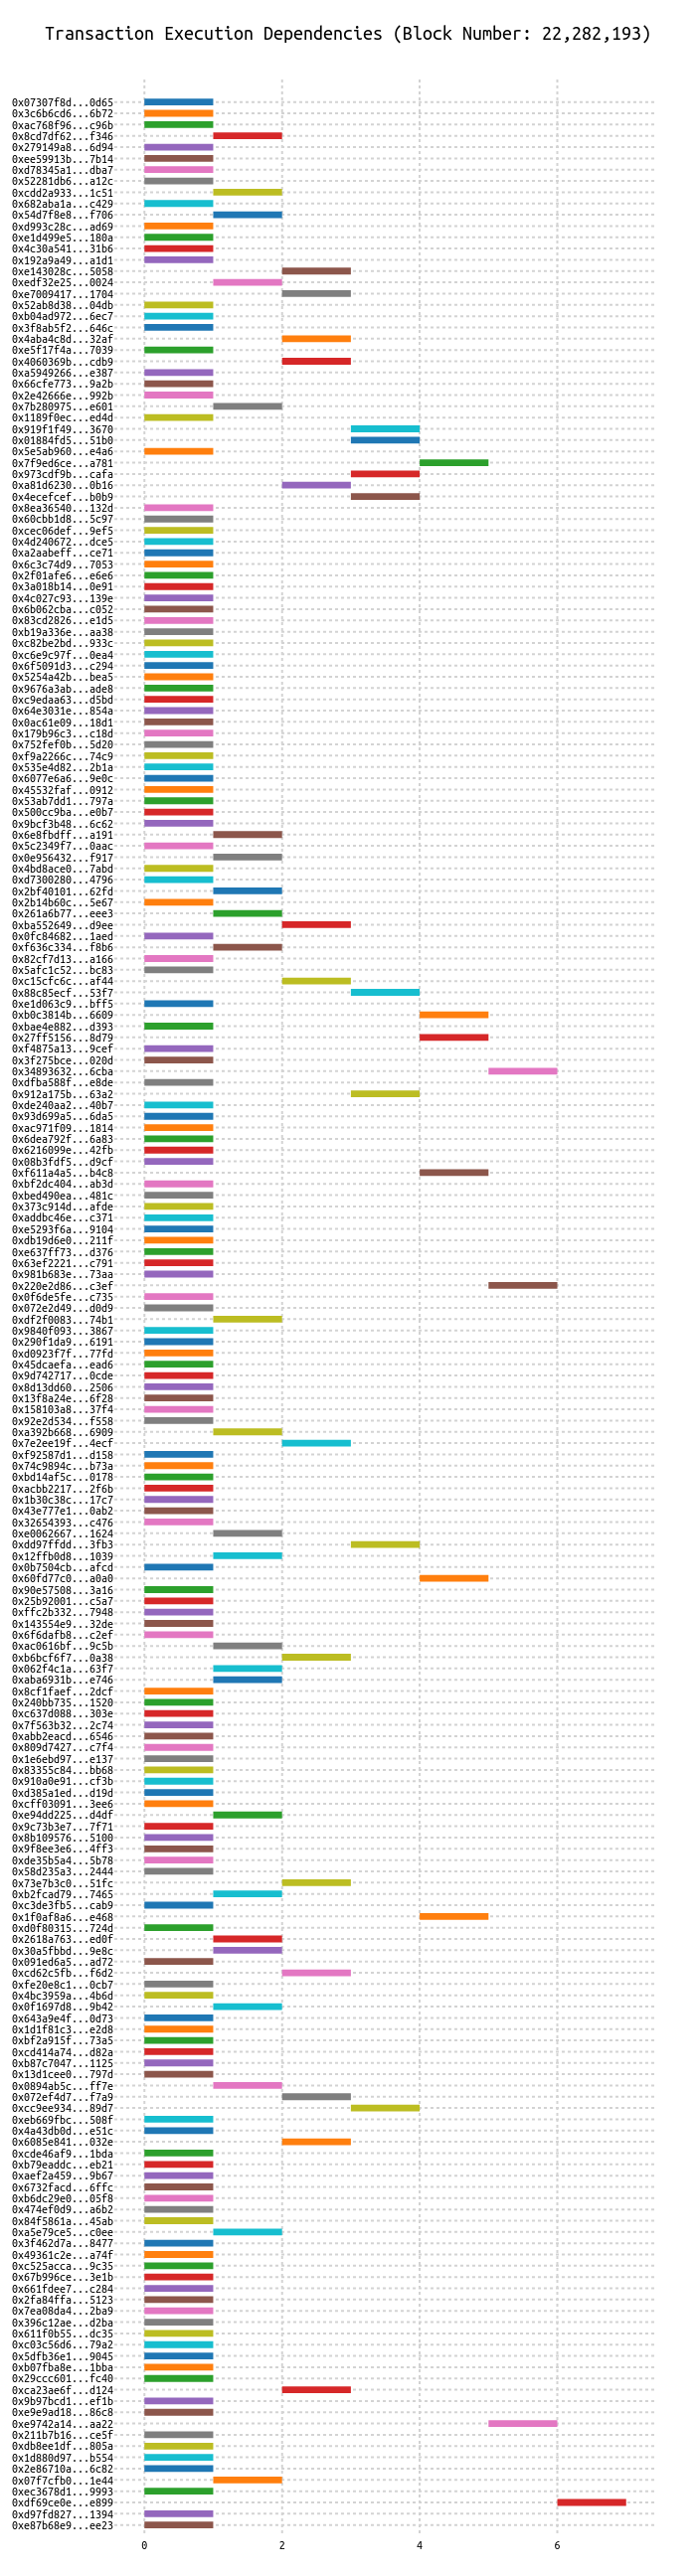 Transaction Execution Dependencies (Block Number: 22,282,193)
0x07307f8d...0d65
0x3c6b6cd6...6b72
0xac768f96...c96b
0x8cd7df62...f346
0x279149a8...6d94
0xee59913b...7b14
0xd78345a1...dba7
0x52281db6...a12c
0xcdd2a933...1c51
0x682aba1a...c429
0x54d7f8e8...f706
0xd993c28c...ad69
0xe1d499e5...180a
0x4c30a541...31b6
0x192a9a49...a1d1
0xe143028c...5058
0xedf32e25...0024
0xe7009417...1704
0x52ab8d38...04db
0xb04ad972...6ec7
0x3f8ab5f2...646c
0x4aba4c8d...32af
0xe5f17f4a...7039
0x4060369b...cdb9
0xa5949266...e387
0x66cfe773...9a2b
0x2e42666e...992b
0x7b280975...e601
0x1189f0ec...ed4d
0x919f1f49...3670
0x01884fd5...51b0
0x5e5ab960...e4a6
0x7f9ed6ce...a781
0x973cdf9b...cafa
0xa81d6230...0b16
0x4ecefcef...b0b9
0x8ea36540...132d
0x60cbb1d8...5c97
0xcec06def...9ef5
0x4d240672...dce5
0xa2aabeff...ce71
0x6c3c74d9...7053
0x2f01afe6...e6e6
0x3a018b14...0e91
0x4c027c93...139e
0x6b062cba...c052
0x83cd2826...e1d5
0xb19a336e...aa38
0xc82be2bd...933c
0xc6e9c97f...0ea4
0x6f5091d3...c294
0x5254a42b...bea5
0x9676a3ab...ade8
0xc9edaa63...d5bd
0x64e3031e...854a
0x0ac61e09...18d1
0x179b96c3...c18d
0x752fef0b...5d20
0xf9a2266c...74c9
0x535e4d82...2b1a
0x6077e6a6...9e0c
0x45532faf...0912
0x53ab7dd1...797a
0x500cc9ba...e0b7
0x9bcf3b48...6c62
0x6e8fbdff...a191
0x5c2349f7...0aac
0x0e956432...f917
0x4bd8ace0...7abd
0xd7300280...4796
0x2bf40101...62fd
0x2b14b60c...5e67
0x261a6b77...eee3
0xba552649...d9ee
0x0fc84682...1aed
0xf636c334...f8b6
0x82cf7d13...a166
0x5afc1c52...bc83
0xc15cfc6c...af44
0x88c85ecf...53f7
0xe1d063c9...bff5
0xb0c3814b...6609
0xbae4e882...d393
0x27ff5156...8d79
0xf4875a13...9cef
0x3f275bce...020d
0x34893632...6cba
0xdfba588f...e8de
0x912a175b...63a2
0xde240aa2...40b7
0x93d699a5...6da5
0xac971f09...1814
0x6dea792f...6a83
0x6216099e...42fb
0x08b3fdf5...d9cf
0xf611a4a5...b4c8
0xbf2dc404...ab3d
0xbed490ea...481c
0x373c914d...afde
0xaddbc46e...c371
0xe5293f6a...9104
0xdb19d6e0...211f
0xe637ff73...d376
0x63ef2221...c791
0x981b683e...73aa
0x220e2d86...c3ef
0x0f6de5fe...c735
0x072e2d49...d0d9
0xdf2f0083...74b1
0x9840f093...3867
0x290f1da9...6191
0xd0923f7f...77fd
0x45dcaefa...ead6
0x9d742717...0cde
0x8d13dd60...2506
0x13f8a24e...6f28
0x158103a8...37f4
0x92e2d534...f558
0xa392b668...6909
0x7e2ee19f...4ecf
0xf92587d1...d158
0x74c9894c...b73a
0xbd14af5c...0178
0xacbb2217...2f6b
0x1b30c38c...17c7
0x43e777e1...0ab2
0x32654393...c476
0xe0062667...1624
0xdd97ffdd...3fb3
0x12ffb0d8...1039
0x0b7504cb...afcd
0x60fd77c0...a0a0
0x90e57508...3a16
0x25b92001...c5a7
0xffc2b332...7948
0x143554e9...32de
0x6f6dafb8...c2ef
0xac0616bf...9c5b
0xb6bcf6f7...0a38
0x062f4c1a...63f7
0xaba6931b...e746
0x8cf1faef...2dcf
0x240bb735...1520
0xc637d088...303e
0x7f563b32...2c74
0xabb2eacd...6546
0x809d7427...c7f4
0x1e6ebd97...e137
0x83355c84...bb68
0x910a0e91...cf3b
0xd385a1ed...d19d
0xcff03091...3ee6
0xe94dd225...d4df
0x9c73b3e7...7f71
0x8b109576...5100
0x9f8ee3e6...4ff3
0xde35b5a4...5b78
0x58d235a3...2444
0x73e7b3c0...51fc
0xb2fcad79...7465
0xc3de3fb5...cab9
0x1f0af8a6...e468
0xd0f80315...724d
0x2618a763...ed0f
0x30a5fbbd...9e8c
0x091ed6a5...ad72
0xcd62c5fb...f6d2
0xfe20e8c1...0cb7
0x4bc3959a...4b6d
0x0f1697d8...9b42
0x643a9e4f...0d73
0x1d1f81c3...e2d8
0xbf2a915f...73a5
0xcd414a74...d82a
0xb87c7047...1125
0x13d1cee0...797d
0x0894ab5c...ff7e
0x072ef4d7...f7a9
0xcc9ee934...89d7
0xeb669fbc...508f
0x4a43db0d...e51c
0x6085e841...032e
0xcde46af9...1bda
0xb79eaddc...eb21
0xaef2a459...9b67
0x6732facd...6ffc
0xb6dc29e0...05f8
0x474ef0d9...a6b2
0x84f5861a...45ab
0xa5e79ce5...c0ee
0x3f462d7a...8477
0x49361c2e...a74f
0xc525acca...9c35
0x67b996ce...3e1b
0x661fdee7...c284
0x2fa84ffa...5123
0x7ea08da4...2ba9
0x396c12ae...d2ba
0x611f0b55...dc35
0xc03c56d6...79a2
0x5dfb36e1...9045
0xb07fba8e...1bba
0x29ccc601...fc40
0xca23ae6f...d124
0x9b97bcd1...ef1b
0xe9e9ad18...86c8
0xe9742a14...aa22
0x211b7b16...ce5f
0xdb8ee1df...805a
0x1d880d97...b554
0x2e86710a...6c82
0x07f7cfb0...1e44
0xec3678d1...9993
0xdf69ce0e...e899
0xd97fd827...1394
0xe87b68e9...ee23
0 2 4 6